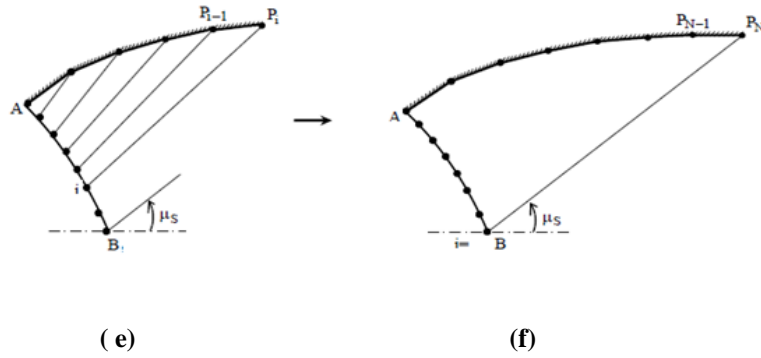 P_{i-1} P_i
A
i
μ_S
B
P_{N-1} P_N
A
μ_S
i= B
( e)
(f)